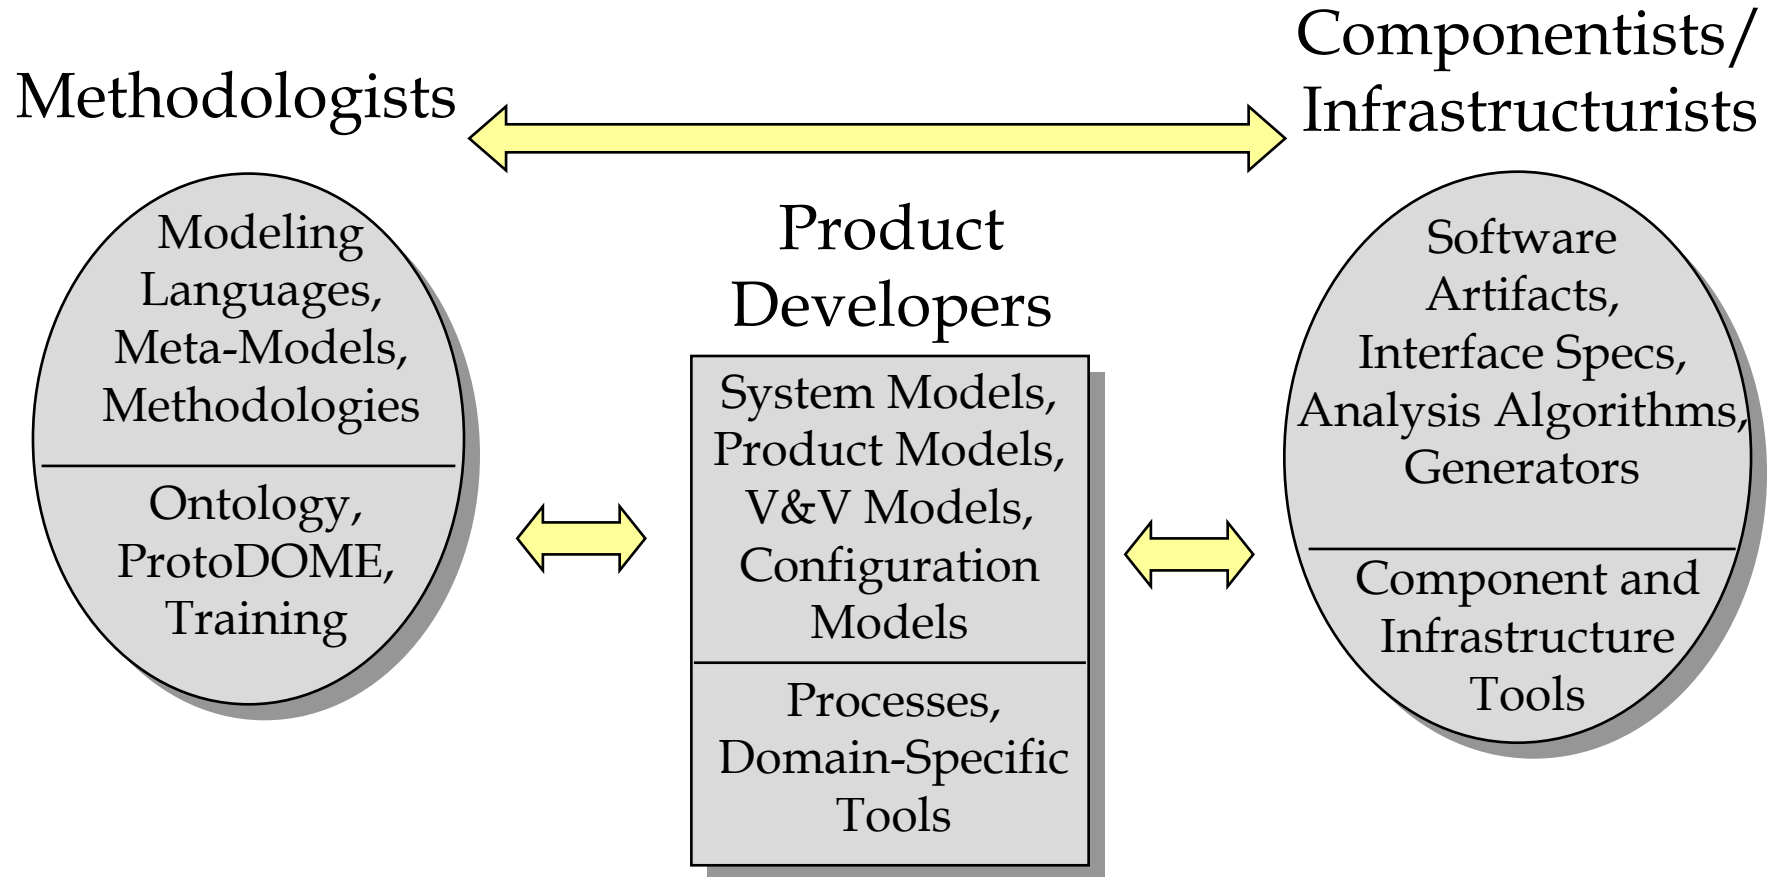 Methodologists
Modeling
Languages,
Meta-Models,
Methodologies
Ontology,
ProtoDOME,
Training
Product
Developers
System Models,
Product Models,
V&V Models,
Configuration
Models
Processes,
Domain-Specific
Tools
Componentists/
Infrastructurists
Software
Artifacts,
Interface Specs,
Analysis Algorithms,
Generators
Component and
Infrastructure
Tools